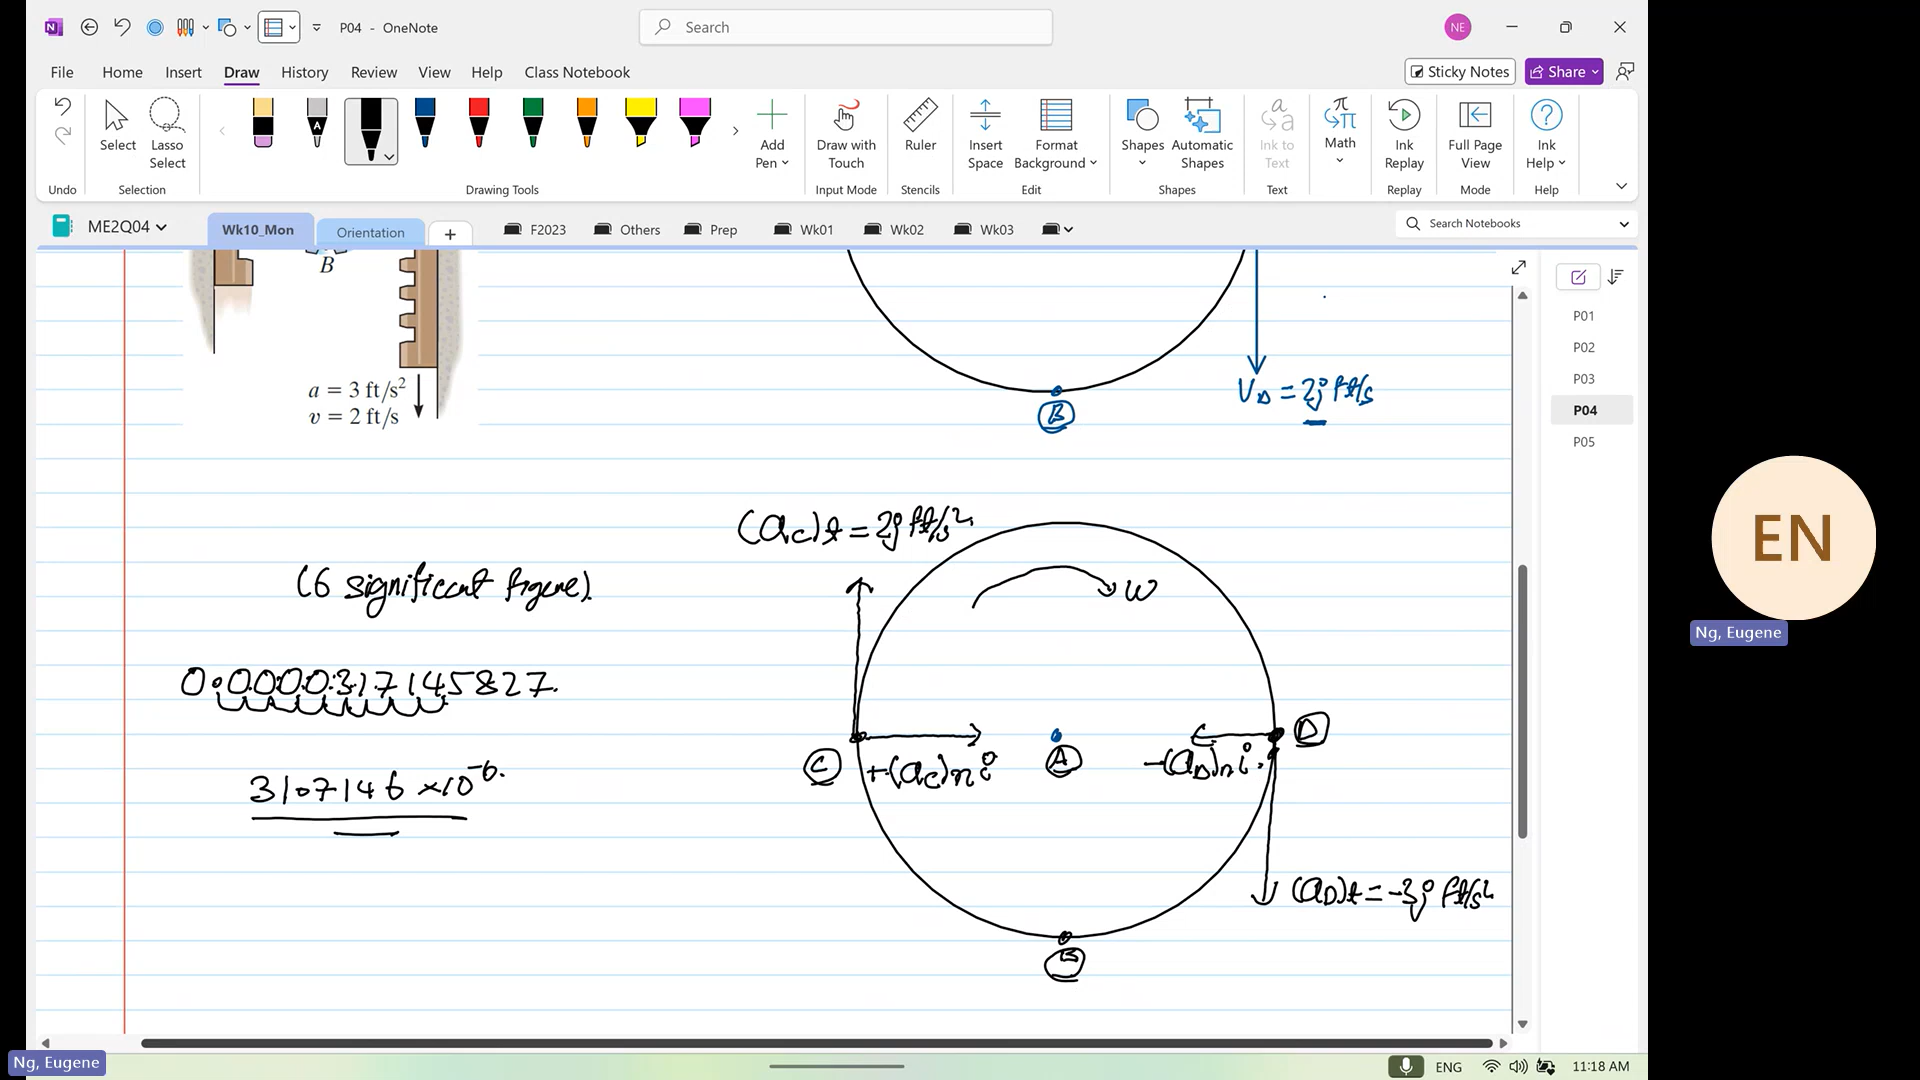 P04 - OneNote
Search
NE
File Home Insert Draw History Review View Help Class Notebook
Sticky Notes
Share
Undo
Select
Lasso Select
Selection
A
Drawing Tools
Add Pen
Draw with Touch
Input Mode
Ruler
Stencils
Insert Space
Format Background
Edit
Shapes
Automatic Shapes
Shapes
a
a
Ink to Text
Text
π
Math
Ink Replay
Replay
Full Page View
Mode
Ink Help
Help
ME2Q04
Wk10_Mon
Orientation
+
F2023
Others
Prep
Wk01
Wk02
Wk03
Search Notebooks
P01
P02
P03
P04
P05
B
a = 3 ft/s²
v = 2 ft/s
B
V_D = 2j ft/s
(a_C)t = 2j ft/s²
(6 significant figure).
ω
0.0000317145827.
C
+(a_C)n i
A
-(a_D)n i
D
3107146 ×10⁻⁶.
(a_D)t = -3j ft/s²
B
EN
Ng, Eugene
Ng, Eugene
ENG
11:18 AM